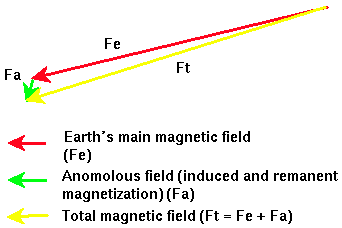 Fe
Ft
Fa
Earth's main magnetic field
(Fe)
Anomolous field (induced and remanent
magnetization) (Fa)
Total magnetic field (Ft = Fe + Fa)